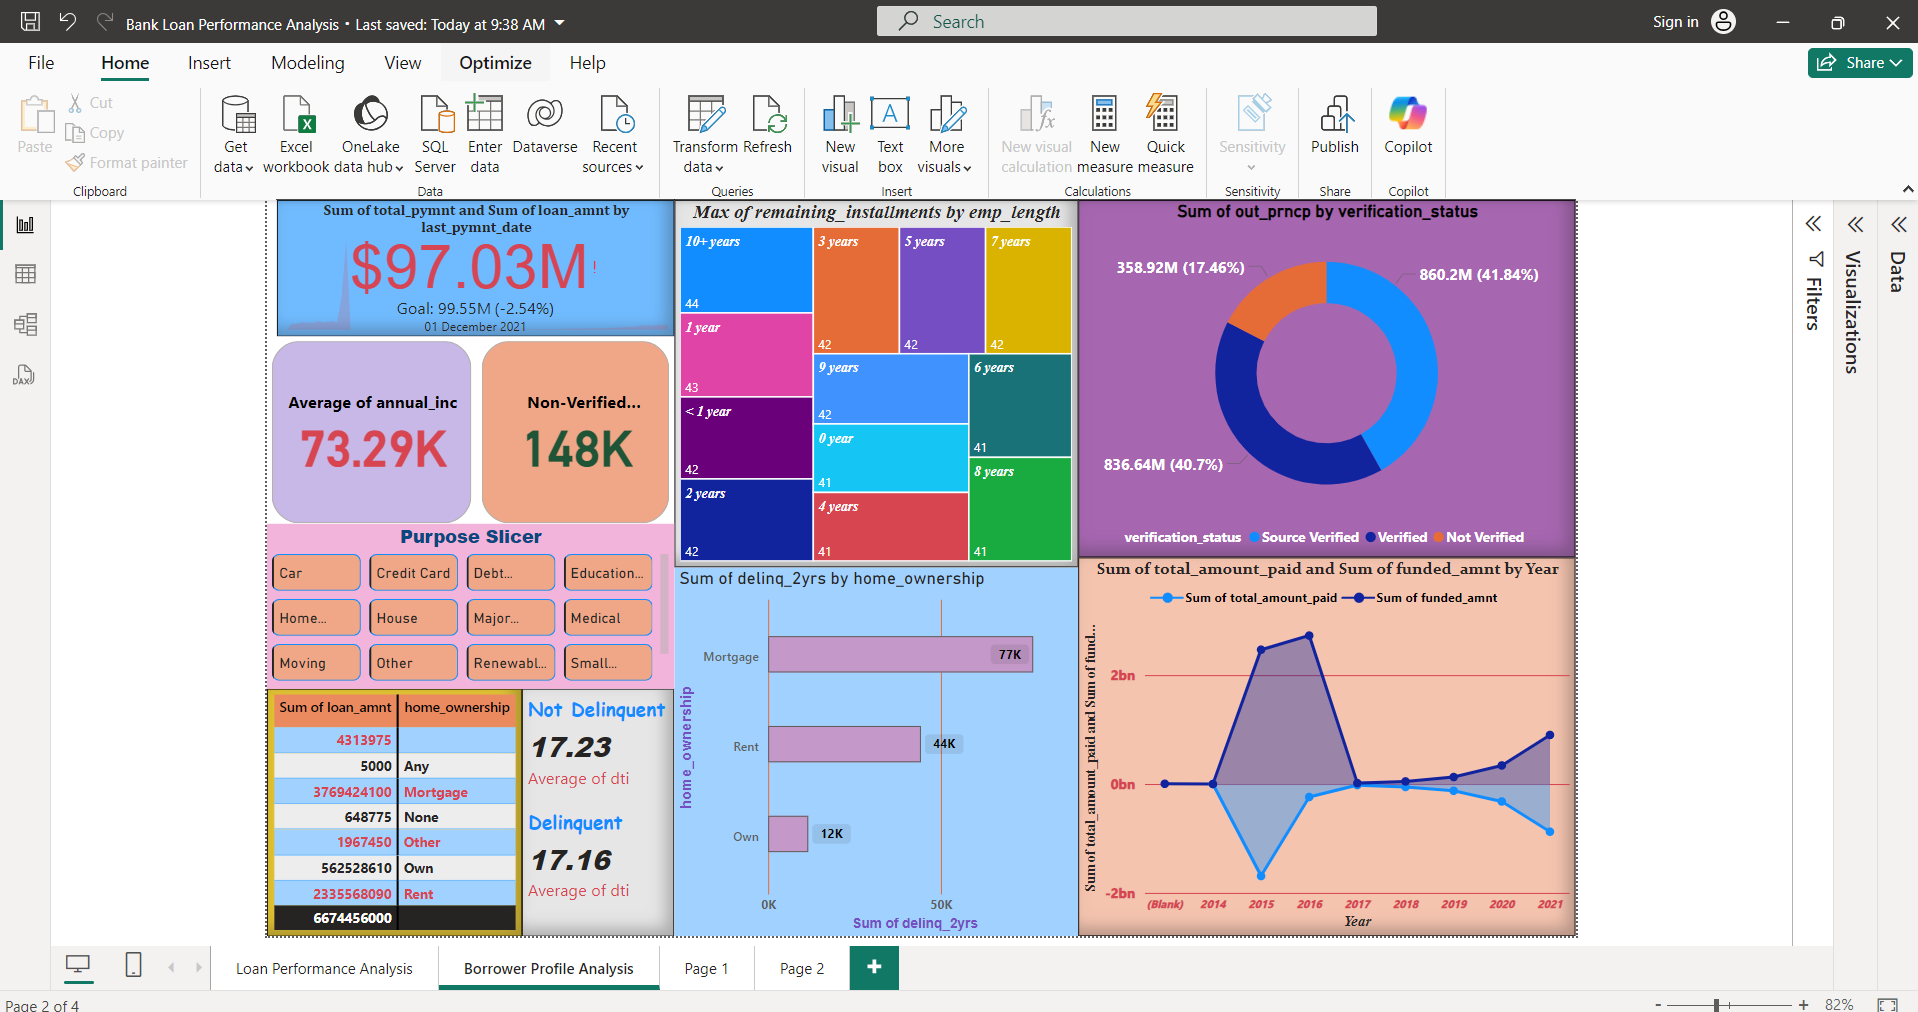 Bank Loan Performance Analysis • Last saved: Today at 9:38 AM
Search
Sign in
File Home Insert Modeling View Optimize Help
Share
Paste
Cut
Copy
Format painter
Clipboard
Get data
Excel workbook
OneLake data hub
SQL Server
Enter data
Dataverse
Recent sources
Data
Transform data
Refresh
Queries
New visual
Text box
More visuals
Insert
New visual calculation
New measure
Quick measure
Calculations
Sensitivity
Sensitivity
Publish
Share
Copilot
Copilot
Sum of total_pymnt and Sum of loan_amnt by
last_pymnt_date
$97.03M!
Goal: 99.55M (-2.54%)
01 December 2021
Average of annual_inc
73.29K
Non-Verified...
148K
Purpose Slicer
Car
Credit Card
Debt...
Education...
Home...
House
Major...
Medical
Moving
Other
Renewabl...
Small...
Sum of loan_amnt home_ownership
4313975
5000 Any
3769424100 Mortgage
648775 None
1967450 Other
562528610 Own
2335568090 Rent
6674456000
Not Delinquent
17.23
Average of dti
Delinquent
17.16
Average of dti
Max of remaining_installments by emp_length
10+ years
44
1 year
43
< 1 year
42
2 years
42
3 years
42
5 years
42
7 years
42
9 years
42
0 year
41
4 years
41
6 years
41
8 years
41
Sum of delinq_2yrs by home_ownership
home_ownership
Mortgage
77K
Rent
44K
Own
12K
0K
50K
Sum of delinq_2yrs
Sum of out_prncp by verification_status
358.92M (17.46%)
860.2M (41.84%)
836.64M (40.7%)
verification_status Source Verified Verified Not Verified
Sum of total_amount_paid and Sum of funded_amnt by Year
Sum of total_amount_paid Sum of funded_amnt
Sum of total_amount_paid and Sum of fund...
2bn
0bn
-2bn
(Blank) 2014 2015 2016 2017 2018 2019 2020 2021
Year
Filters
Visualizations
Data
DAX
Loan Performance Analysis
Borrower Profile Analysis
Page 1
Page 2
+
Page 2 of 4
- + 82%